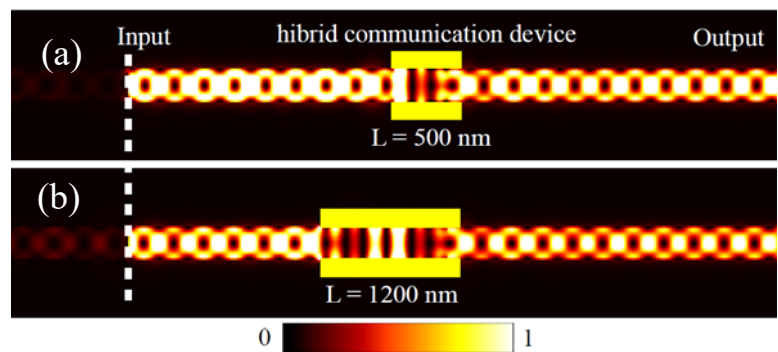 (a)
Input
hibrid communication device
Output
L = 500 nm
(b)
L = 1200 nm
0
1